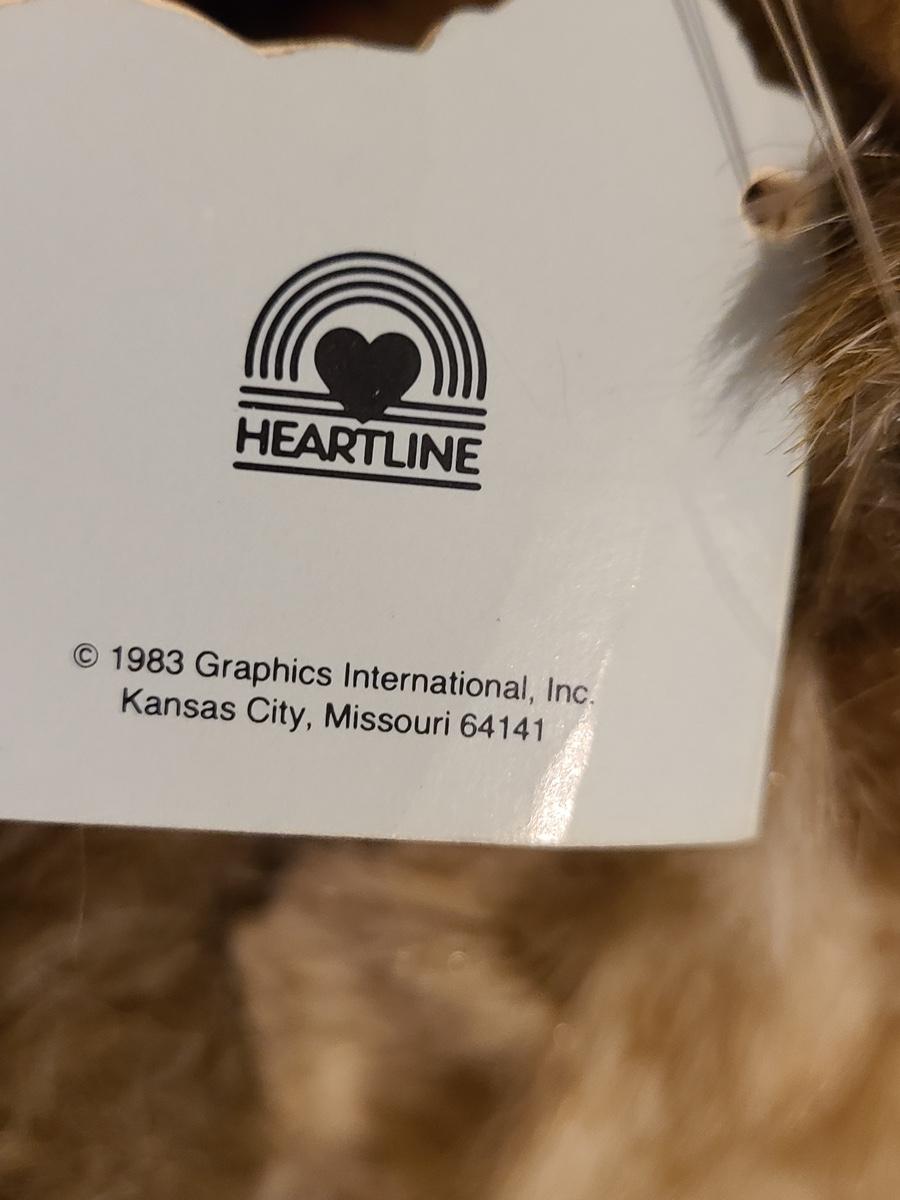 HEARTLINE
© 1983 Graphics International, Inc.
Kansas City, Missouri 64141